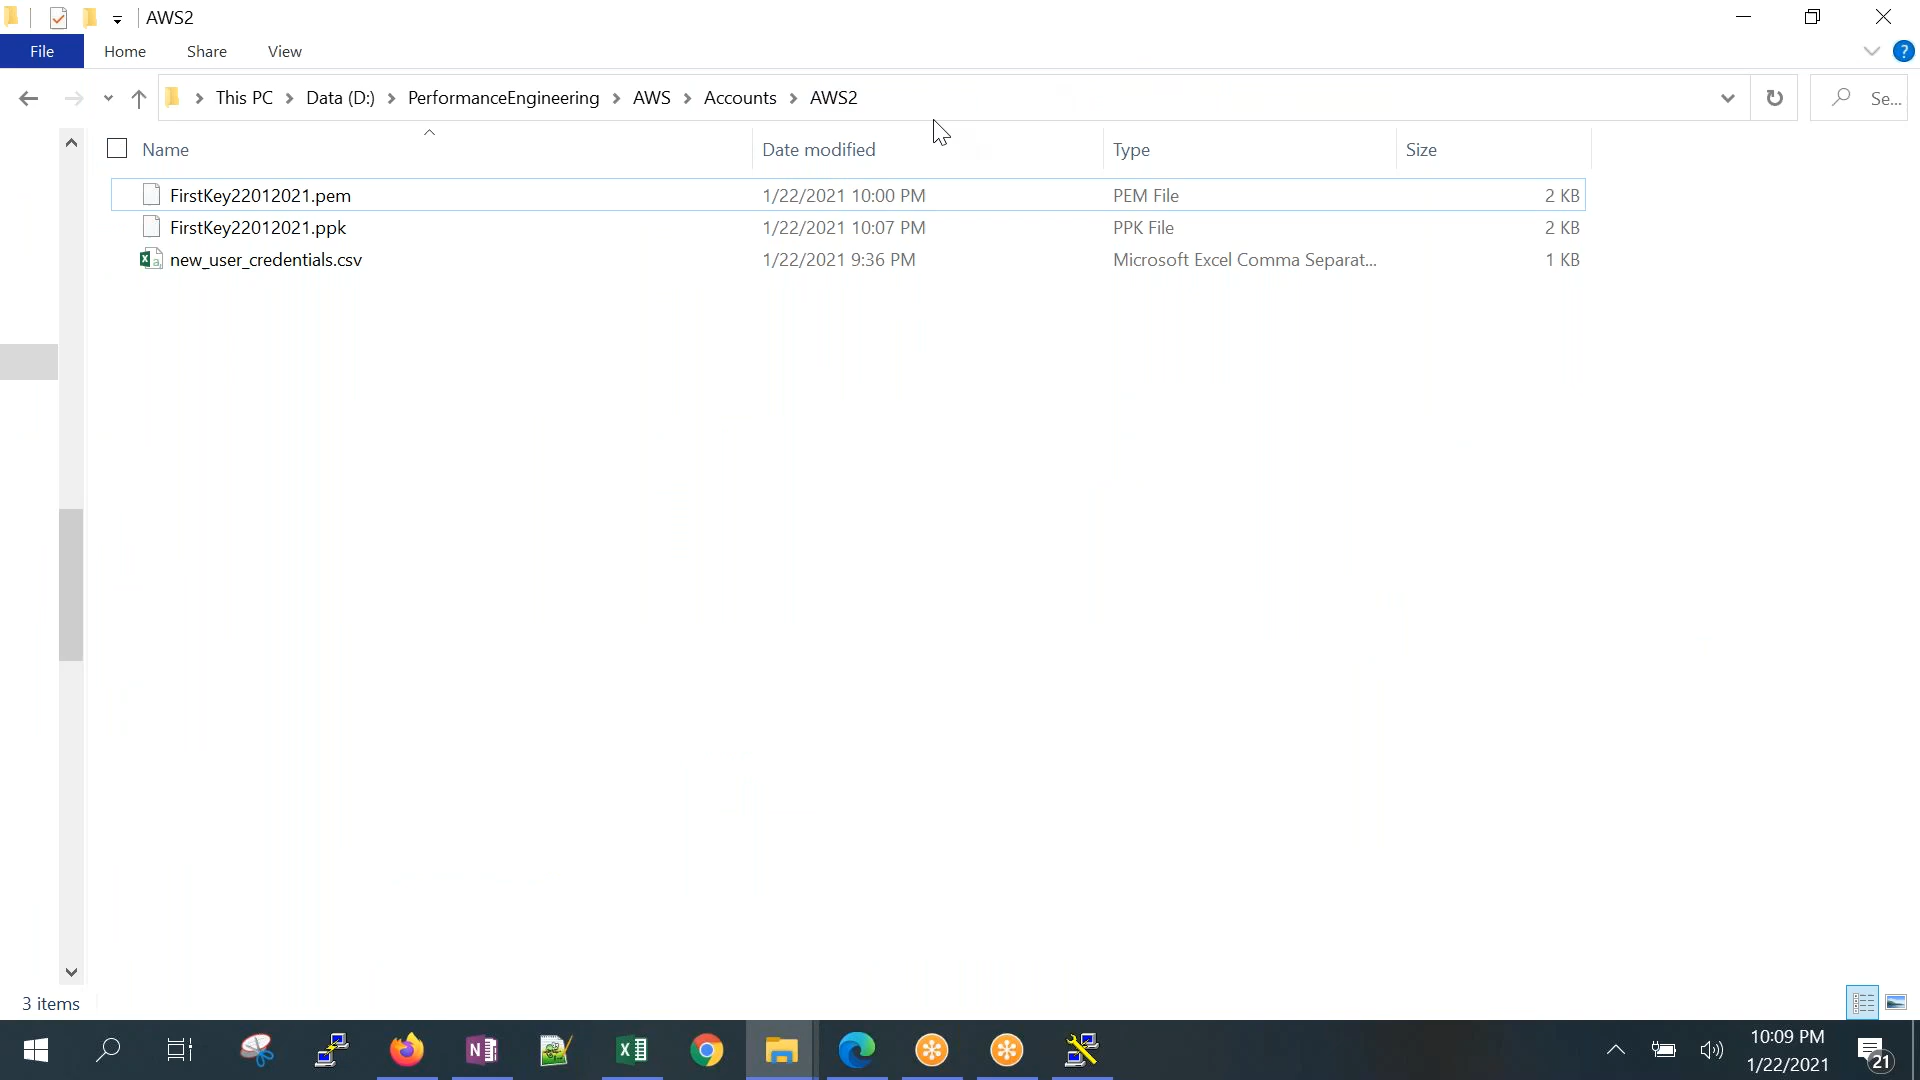 AWS2
File Home Share View ?
This PC > Data (D:) > PerformanceEngineering > AWS > Accounts > AWS2 Se...
Name Date modified Type Size
FirstKey22012021.pem 1/22/2021 10:00 PM PEM File 2 KB
FirstKey22012021.ppk 1/22/2021 10:07 PM PPK File 2 KB
new_user_credentials.csv 1/22/2021 9:36 PM Microsoft Excel Comma Separat... 1 KB
3 items
10:09 PM
1/22/2021
21